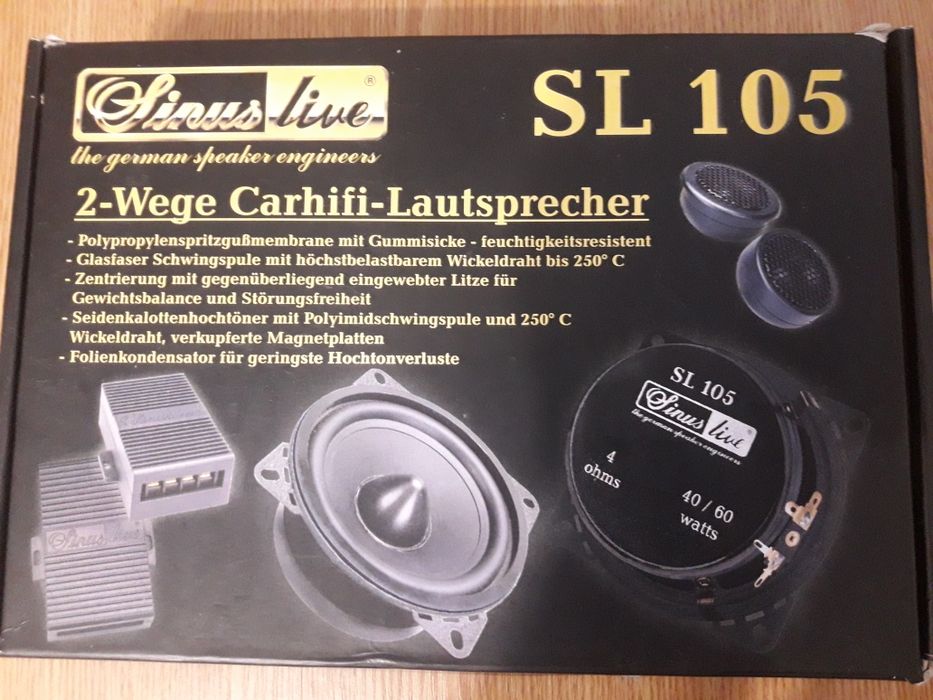 Sinus live ®
SL 105
the german speaker engineers
2-Wege Carhifi-Lautsprecher
- Polypropylenspritzgußmembrane mit Gummisicke - feuchtigkeitsresistent
- Glasfaser Schwingspule mit höchstbelastbarem Wickeldraht bis 250° C
- Zentrierung mit gegenüberliegend eingewebter Litze für
Gewichtsbalance und Störungsfreiheit
- Seidenkalottenhochtöner mit Polyimidschwingspule und 250° C
Wickeldraht, verkupferte Magnetplatten
- Folienkondensator für geringste Hochtonverluste
SL 105
Sinus live
the german speaker engineers
4
ohms
40 / 60
watts
Sinus live